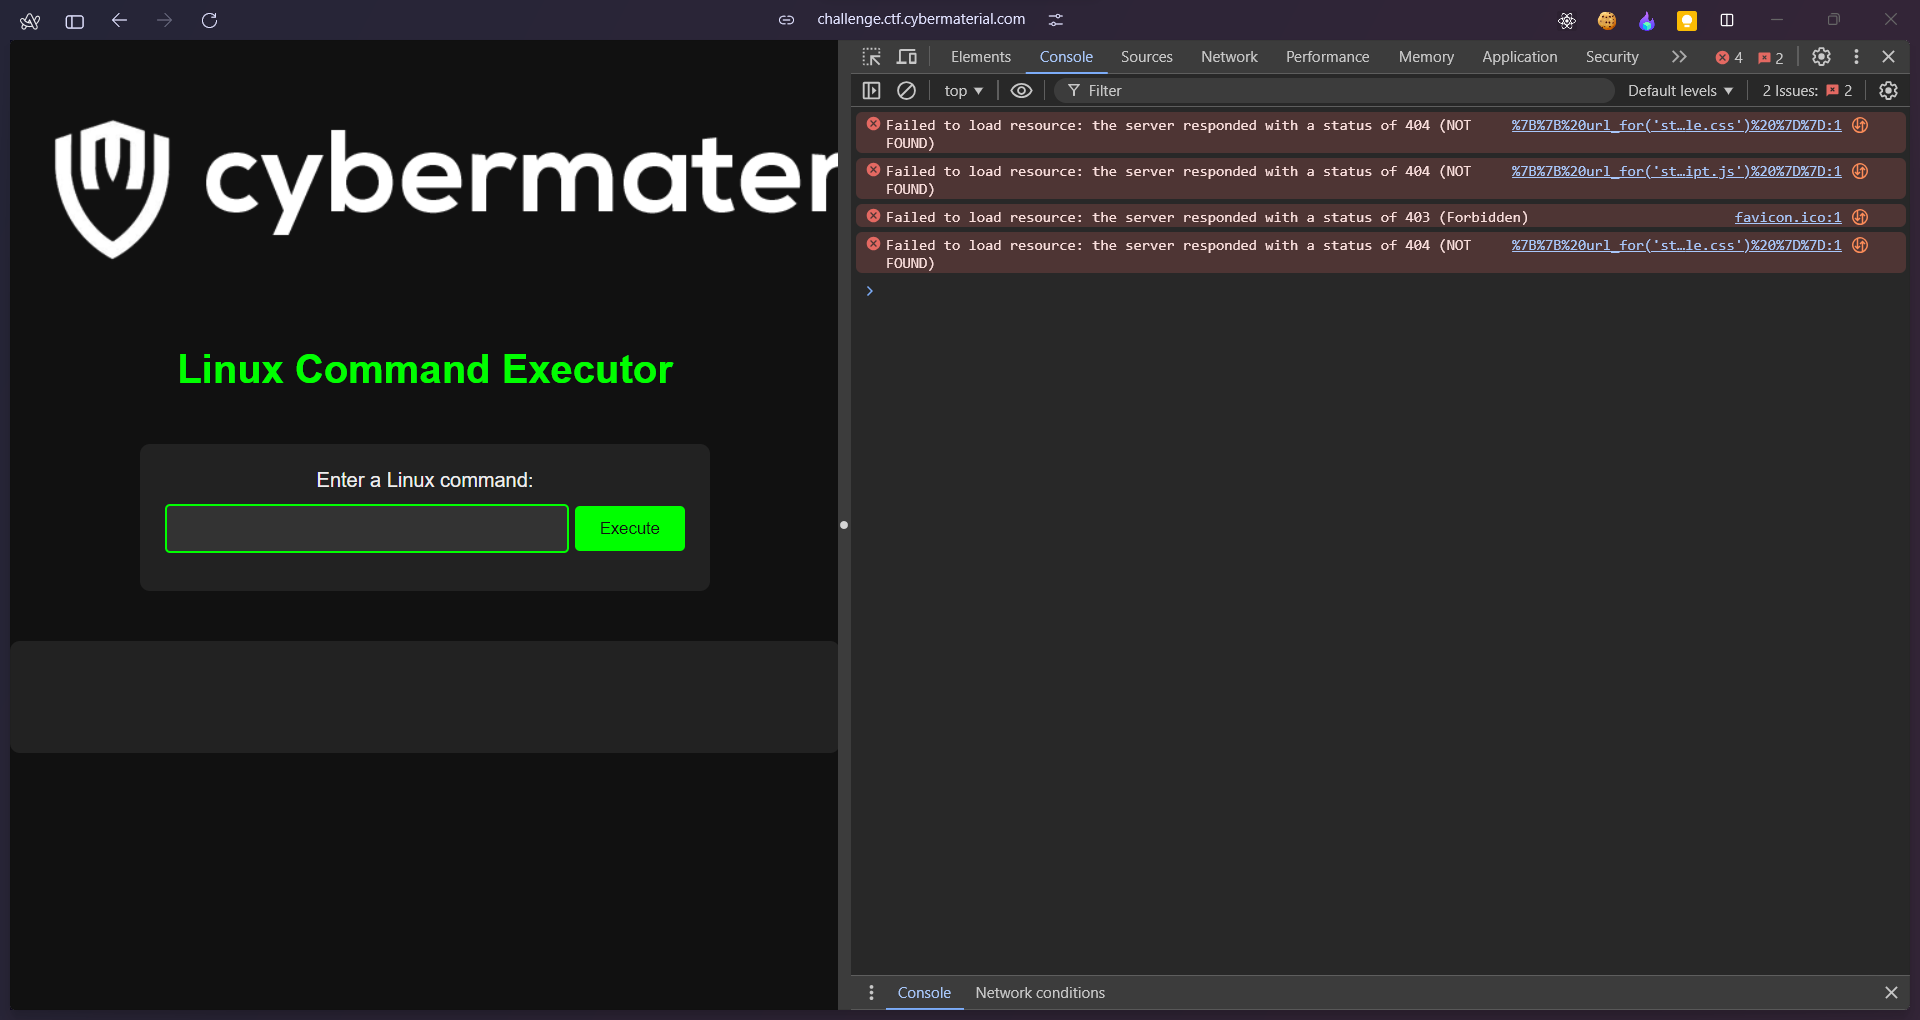 challenge.ctf.cybermaterial.com
cybermater
Linux Command Executor
Enter a Linux command:
Execute
Elements Console Sources Network Performance Memory Application Security 4 2
top Filter Default levels 2 Issues: 2
Failed to load resource: the server responded with a status of 404 (NOT FOUND) %7B%7B%20url_for('st…le.css')%20%7D%7D:1
Failed to load resource: the server responded with a status of 404 (NOT FOUND) %7B%7B%20url_for('st…ipt.js')%20%7D%7D:1
Failed to load resource: the server responded with a status of 403 (Forbidden) favicon.ico:1
Failed to load resource: the server responded with a status of 404 (NOT FOUND) %7B%7B%20url_for('st…le.css')%20%7D%7D:1
Console Network conditions